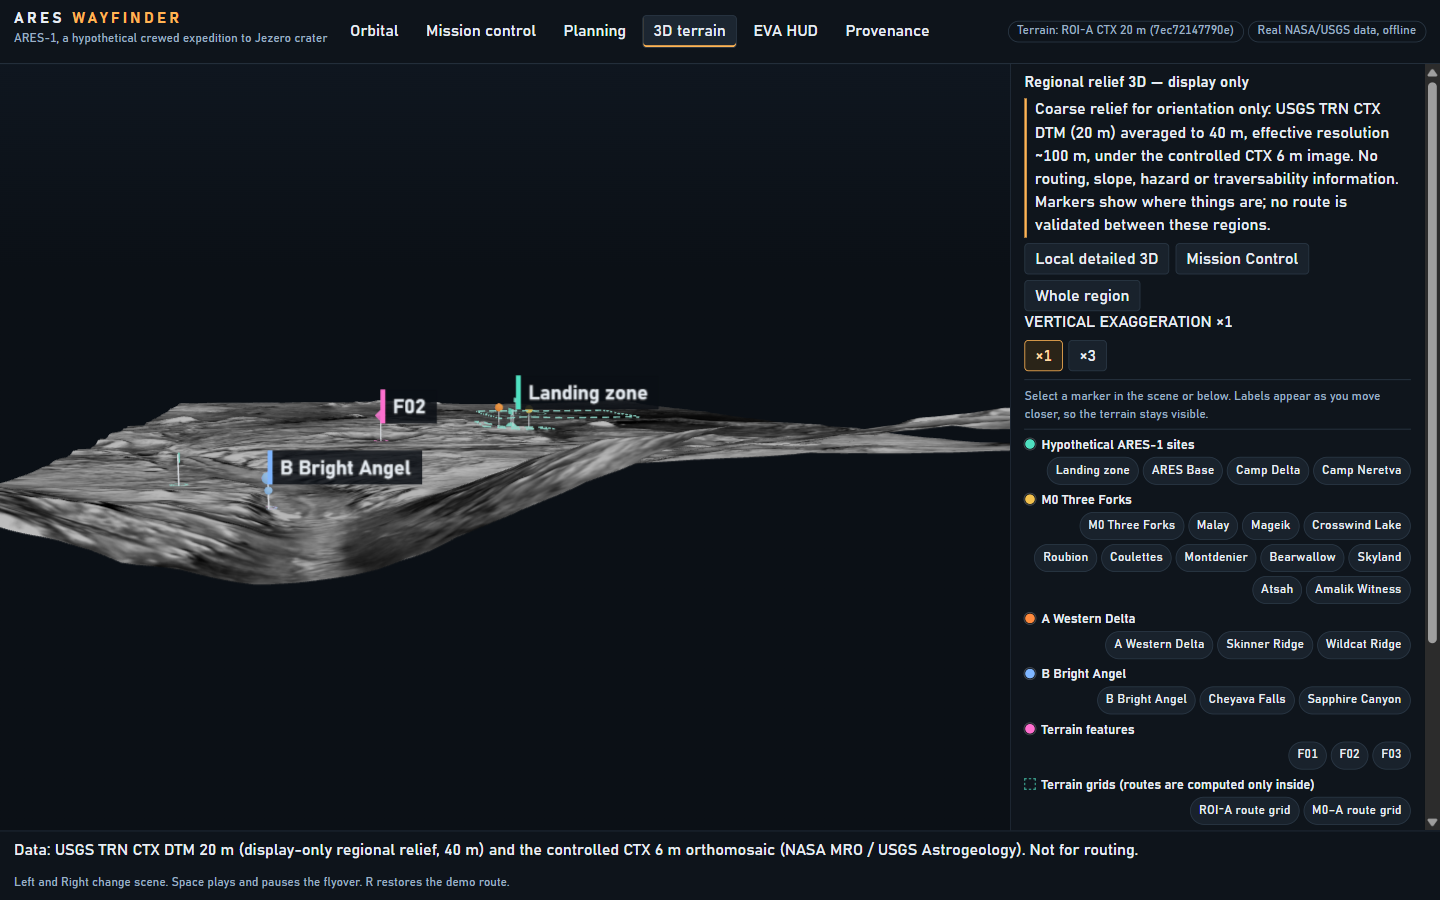 ARES WAYFINDER
ARES-1, a hypothetical crewed expedition to Jezero crater
Orbital
Mission control
Planning
3D terrain
EVA HUD
Provenance
Terrain: ROI-A CTX 20 m (7ec72147790e)
Real NASA/USGS data, offline
F02
Landing zone
B Bright Angel
Regional relief 3D — display only
Coarse relief for orientation only: USGS TRN CTX
DTM (20 m) averaged to 40 m, effective resolution
~100 m, under the controlled CTX 6 m image. No
routing, slope, hazard or traversability information.
Markers show where things are; no route is
validated between these regions.
Local detailed 3D
Mission Control
Whole region
VERTICAL EXAGGERATION ×1
×1
×3
Select a marker in the scene or below. Labels appear as you move
closer, so the terrain stays visible.
Hypothetical ARES-1 sites
Landing zone
ARES Base
Camp Delta
Camp Neretva
M0 Three Forks
M0 Three Forks
Malay
Mageik
Crosswind Lake
Roubion
Coulettes
Montdenier
Bearwallow
Skyland
Atsah
Amalik Witness
A Western Delta
A Western Delta
Skinner Ridge
Wildcat Ridge
B Bright Angel
B Bright Angel
Cheyava Falls
Sapphire Canyon
Terrain features
F01
F02
F03
Terrain grids (routes are computed only inside)
ROI-A route grid
M0-A route grid
Data: USGS TRN CTX DTM 20 m (display-only regional relief, 40 m) and the controlled CTX 6 m orthomosaic (NASA MRO / USGS Astrogeology). Not for routing.
Left and Right change scene. Space plays and pauses the flyover. R restores the demo route.